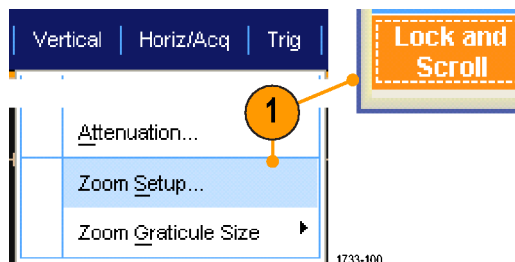 Vertical | Horiz/Acq | Trig |
Lock and
Scroll
1
Attenuation...
Zoom Setup...
Zoom Graticule Size
1733-100